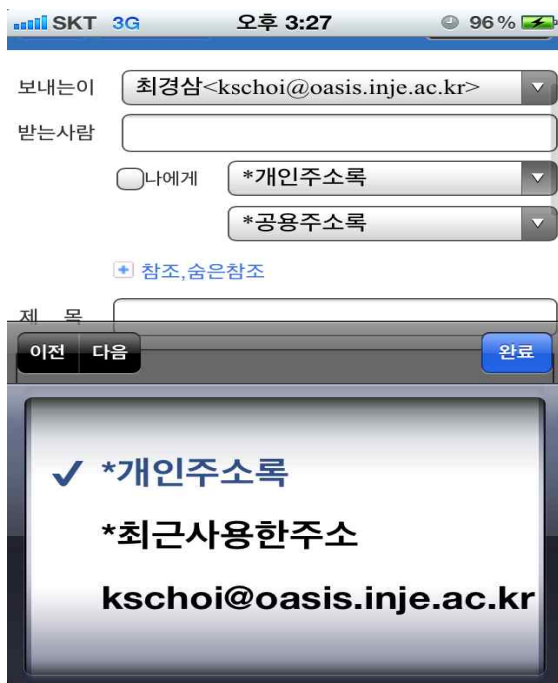 SKT 3G 오후 3:27 96%
보내는이 최경삼<kschoi@oasis.inje.ac.kr>
받는사람
나에게 *개인주소록
*공용주소록
참조,숨은참조
제 목
이전 다음 완료
✓ *개인주소록
*최근사용한주소
kschoi@oasis.inje.ac.kr